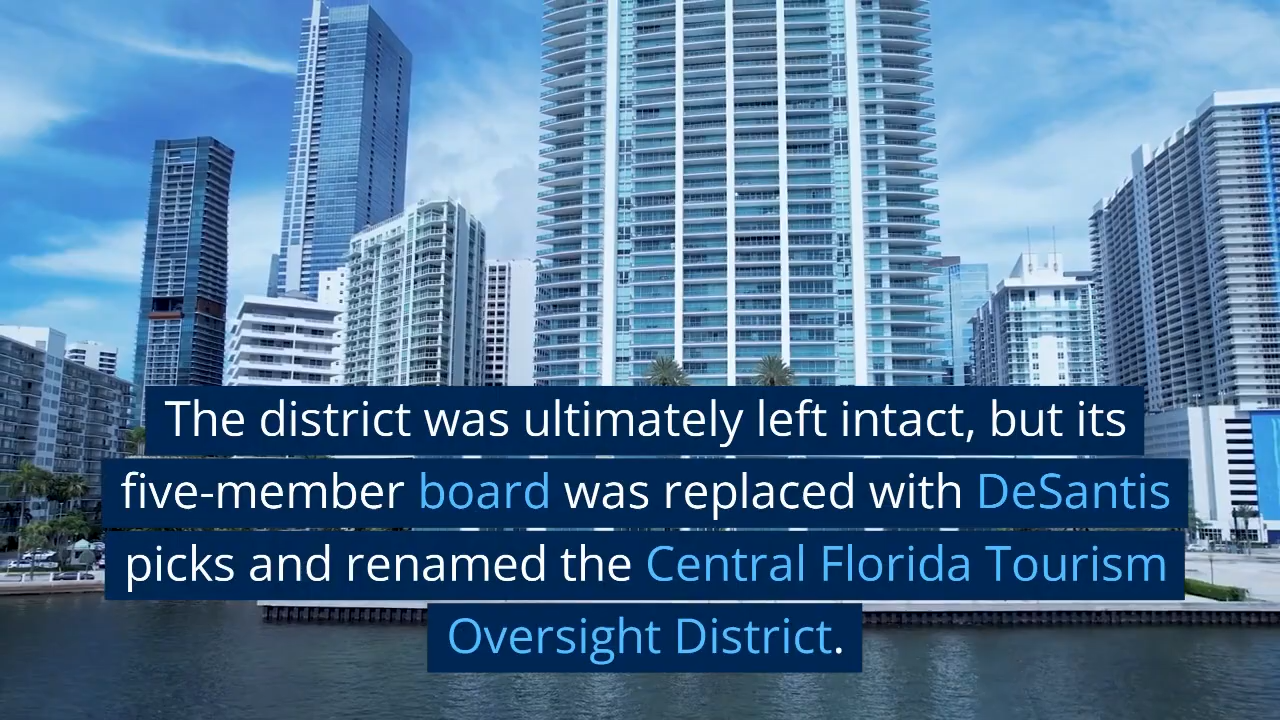 The district was ultimately left intact, but its
five-member board was replaced with DeSantis
picks and renamed the Central Florida Tourism
Oversight District.